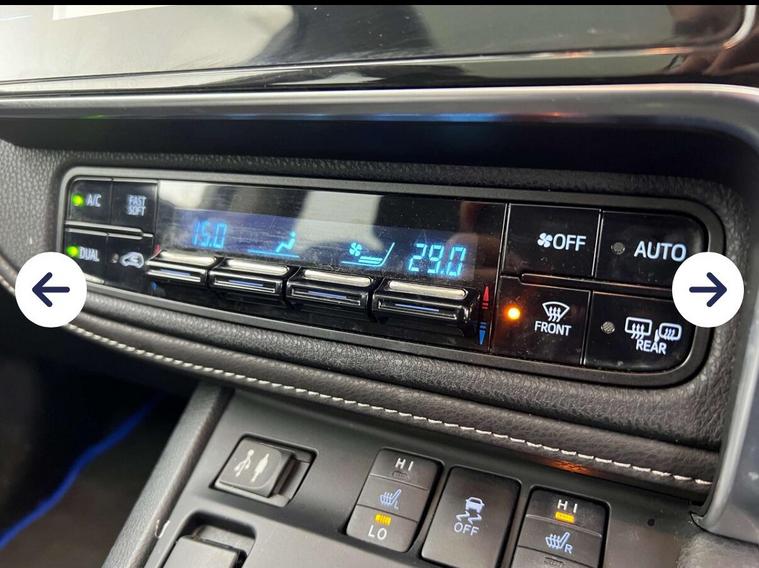 A/C
FAST
SOFT
15.0
29.0
OFF
AUTO
DUAL
FRONT
REAR
HI
L
LO
OFF
HI
R